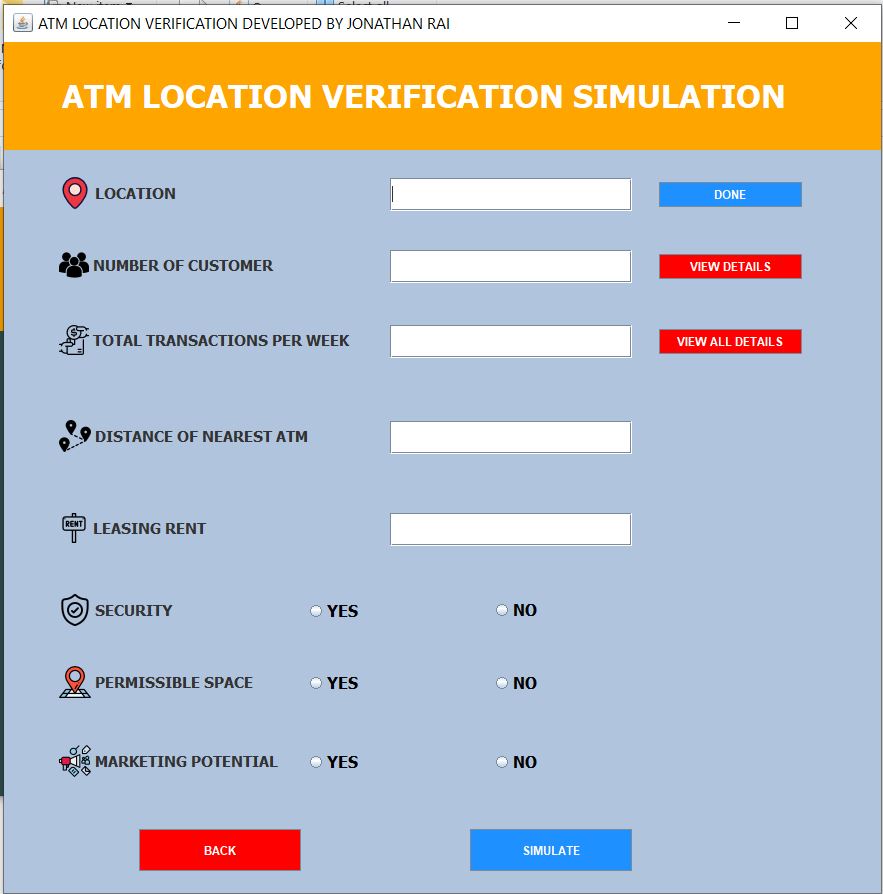 ATM LOCATION VERIFICATION DEVELOPED BY JONATHAN RAI
ATM LOCATION VERIFICATION SIMULATION
LOCATION
DONE
NUMBER OF CUSTOMER
VIEW DETAILS
TOTAL TRANSACTIONS PER WEEK
VIEW ALL DETAILS
DISTANCE OF NEAREST ATM
RENT
LEASING RENT
SECURITY YES NO
PERMISSIBLE SPACE YES NO
MARKETING POTENTIAL YES NO
BACK
SIMULATE